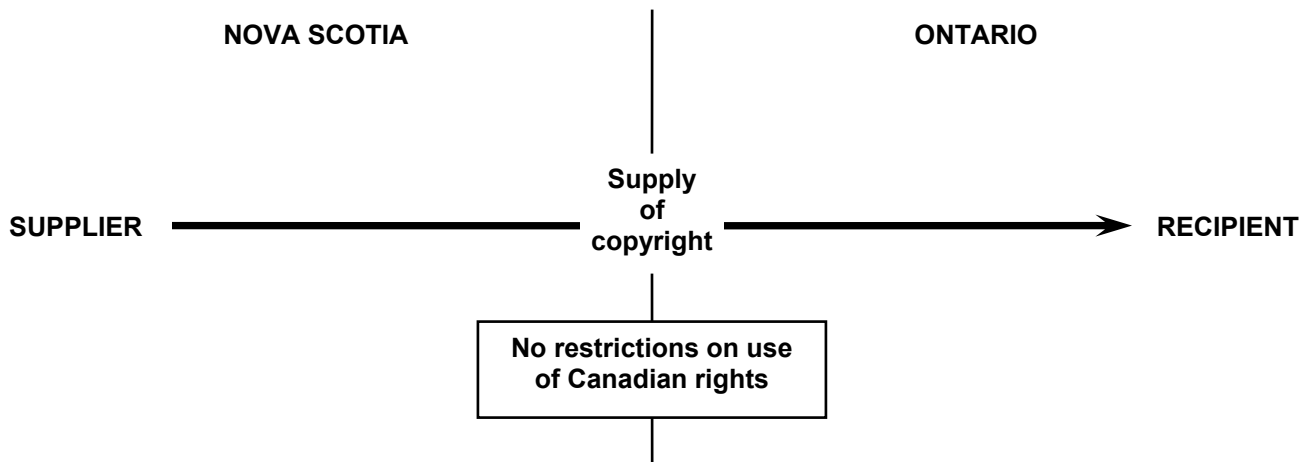 NOVA SCOTIA
ONTARIO
Supply
of
copyright
SUPPLIER
RECIPIENT
No restrictions on use
of Canadian rights